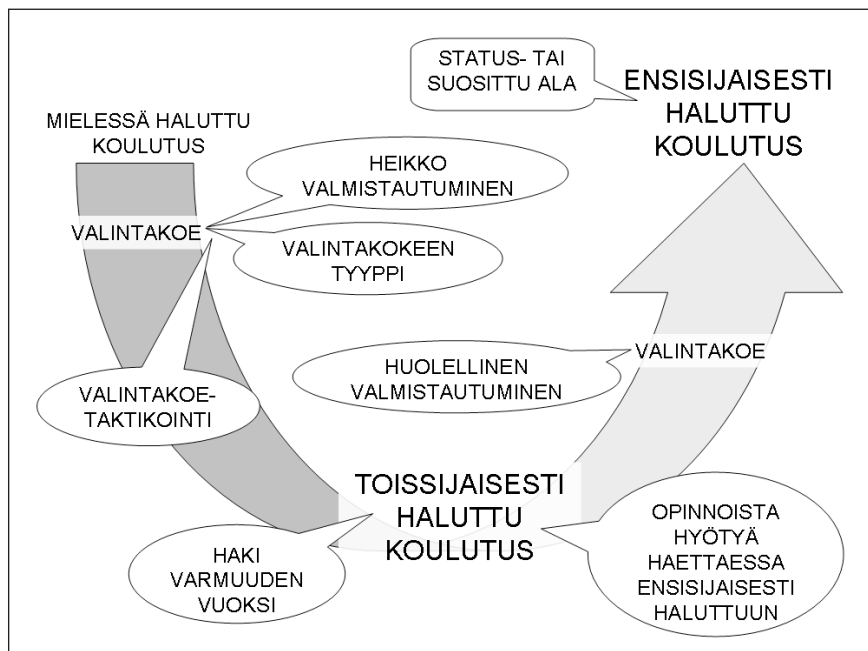 STATUS- TAI
SUOSITTU ALA
ENSISIJAISESTI
HALUTTU
KOULUTUS
MIELESSÄ HALUTTU
KOULUTUS
HEIKKO
VALMISTAUTUMINEN
VALINTAKOE
VALINTAKOKEEN
TYYPPI
VALINTAKOE-
TAKTIKOINTI
HUOLELLINEN
VALMISTAUTUMINEN
VALINTAKOE
TOISSIJAISESTI
HALUTTU
KOULUTUS
HAKI
VARMUUDEN
VUOKSI
OPINNOISTA
HYÖTYÄ
HAETTAESSA
ENSISIJAISESTI
HALUTTUUN